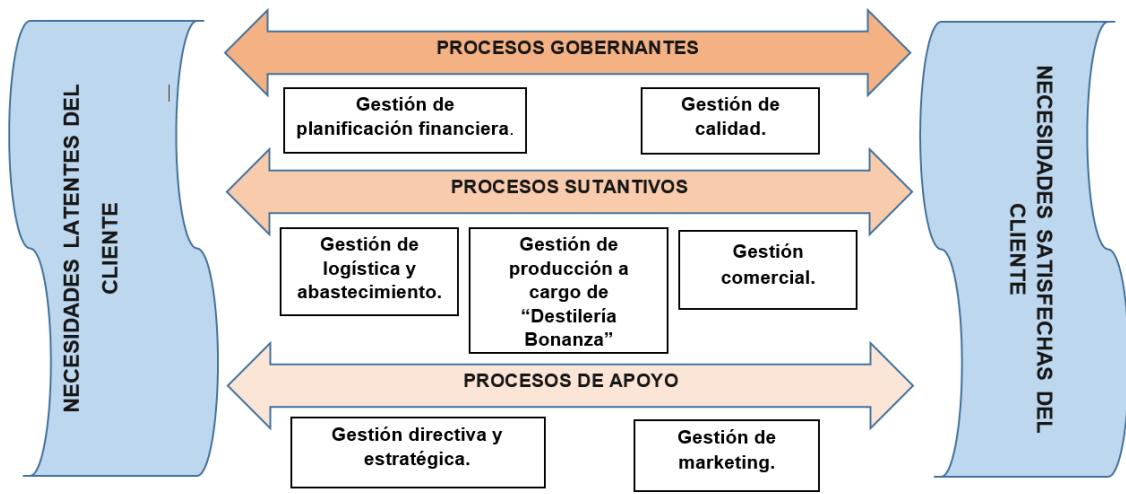 NECESIDADES LATENTES DEL
CLIENTE
PROCESOS GOBERNANTES
Gestión de
planificación financiera.
Gestión de
calidad.
PROCESOS SUTANTIVOS
Gestión de
logística y
abastecimiento.
Gestión de
producción a
cargo de
“Destilería
Bonanza”
Gestión
comercial.
PROCESOS DE APOYO
Gestión directiva y
estratégica.
Gestión de
marketing.
NECESIDADES SATISFECHAS DEL
CLIENTE